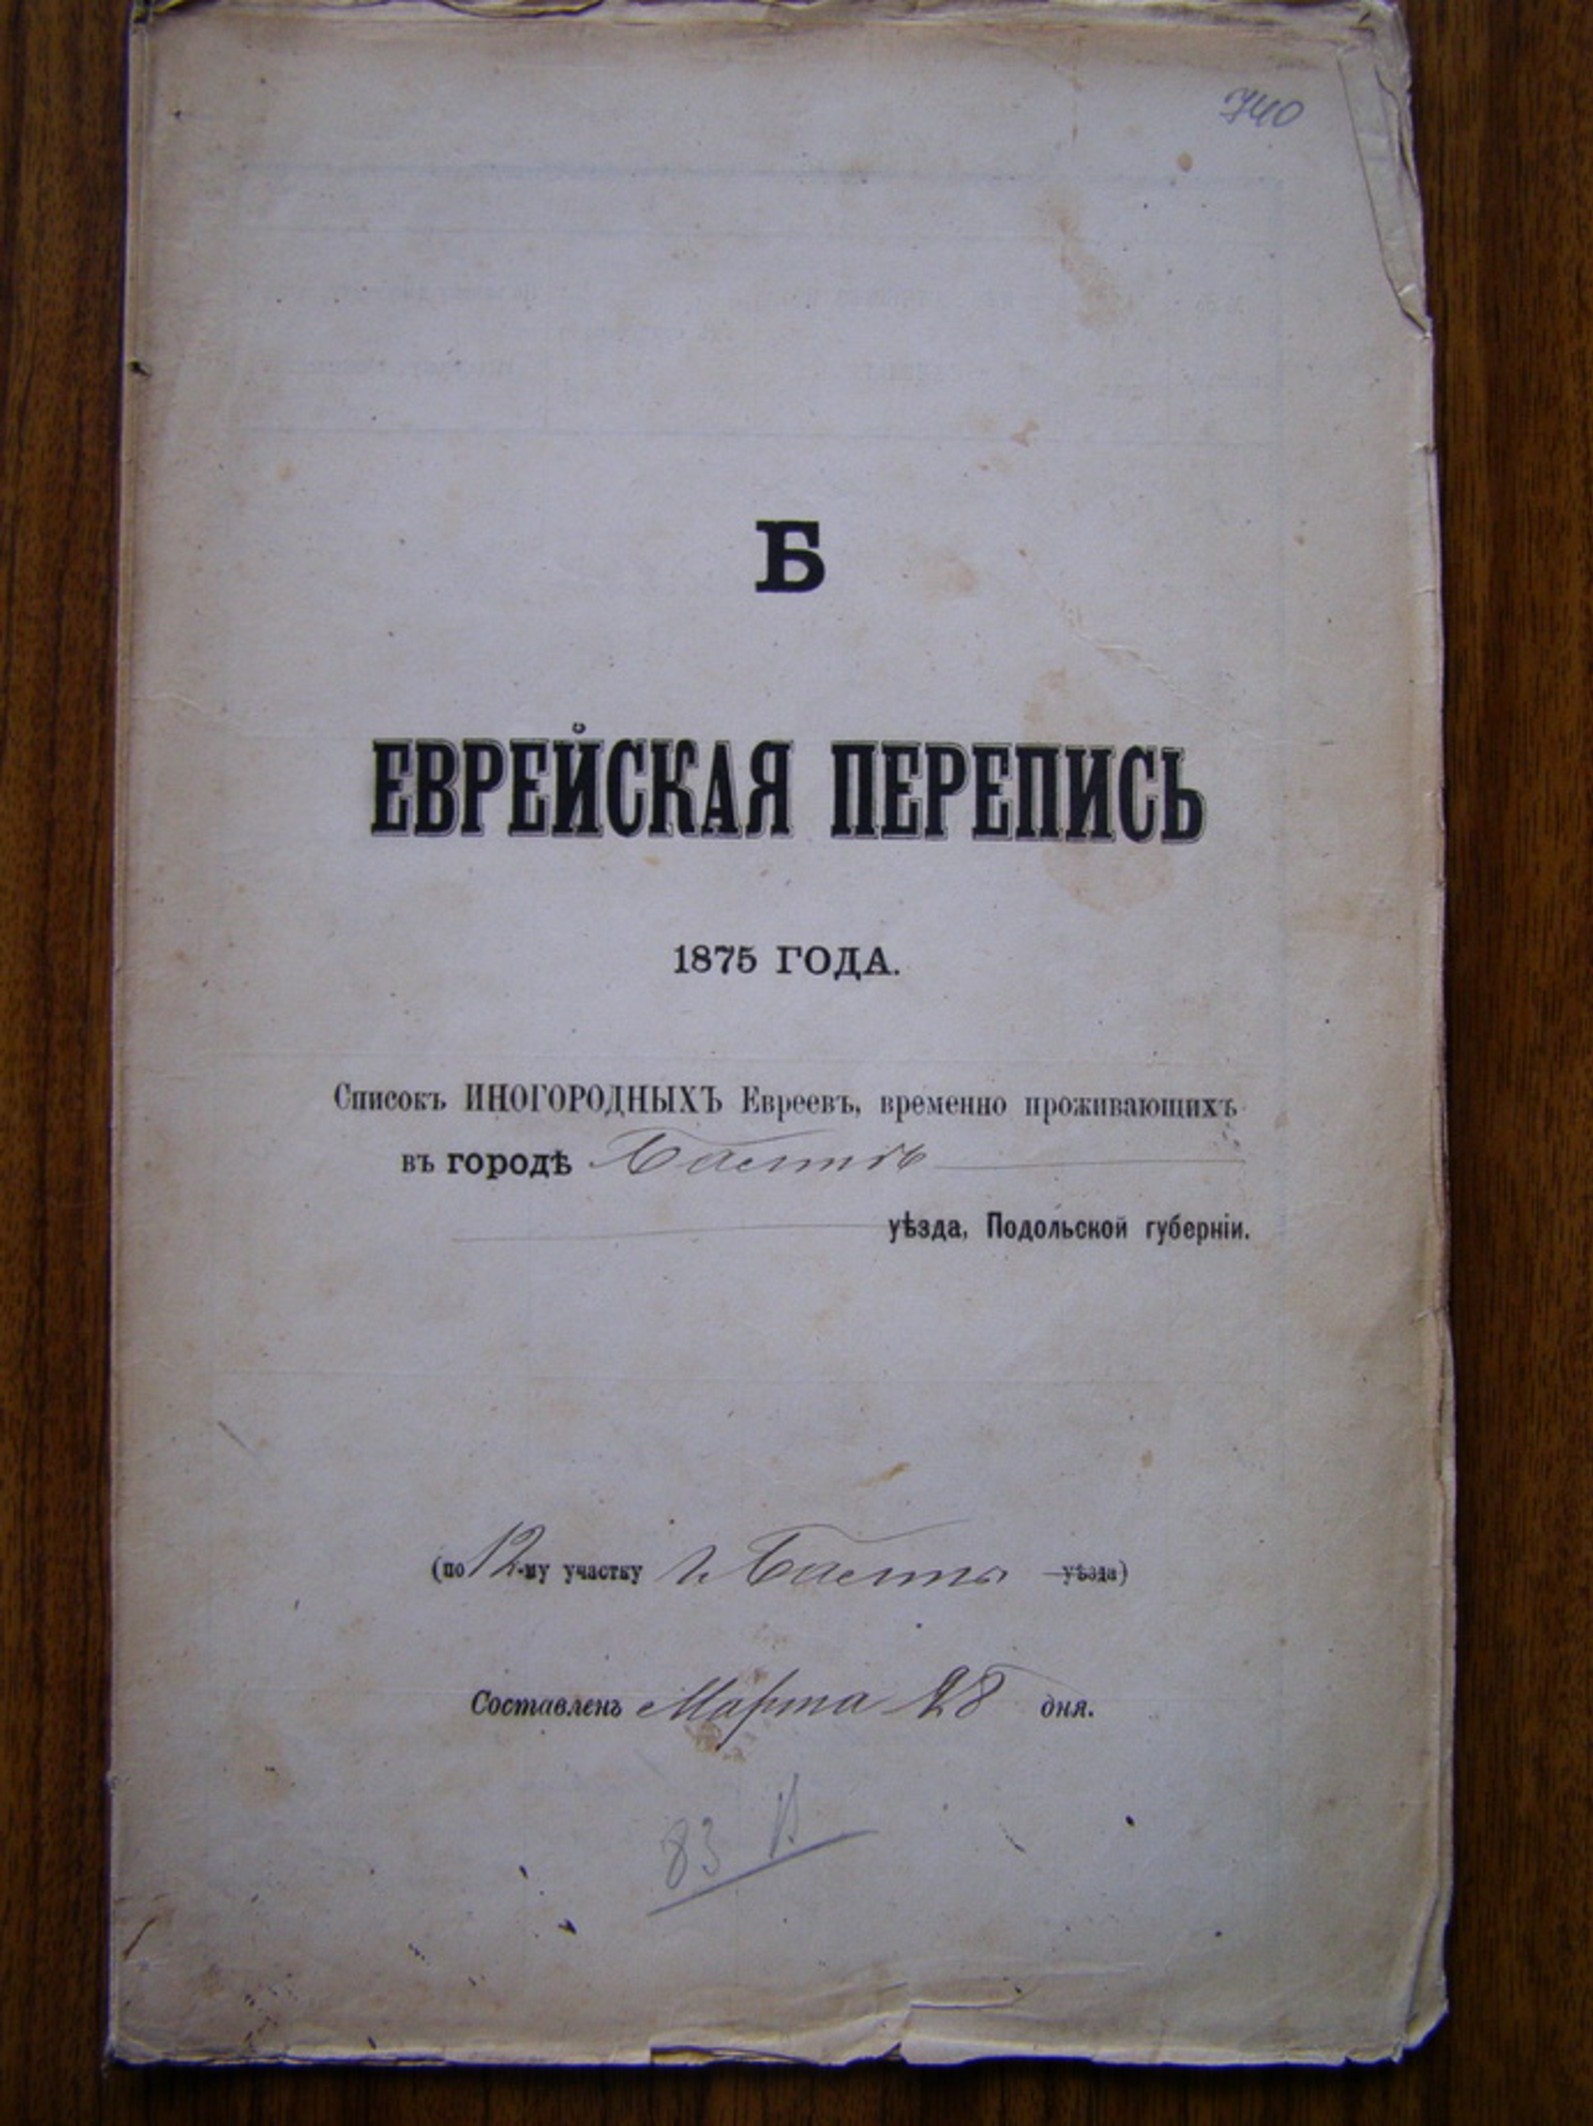 740
Б
ЕВРЕЙСКАЯ ПЕРЕПИСЬ
1875 ГОДА.
Списокъ ИНОГОРОДНЫХЪ Евреевъ, временно проживающихъ
въ городѣ Балтѣ
уѣзда, Подольской губерніи.
(по 12-му участку г. Балты уѣзда)
Составленъ Марта 28 дня.
83